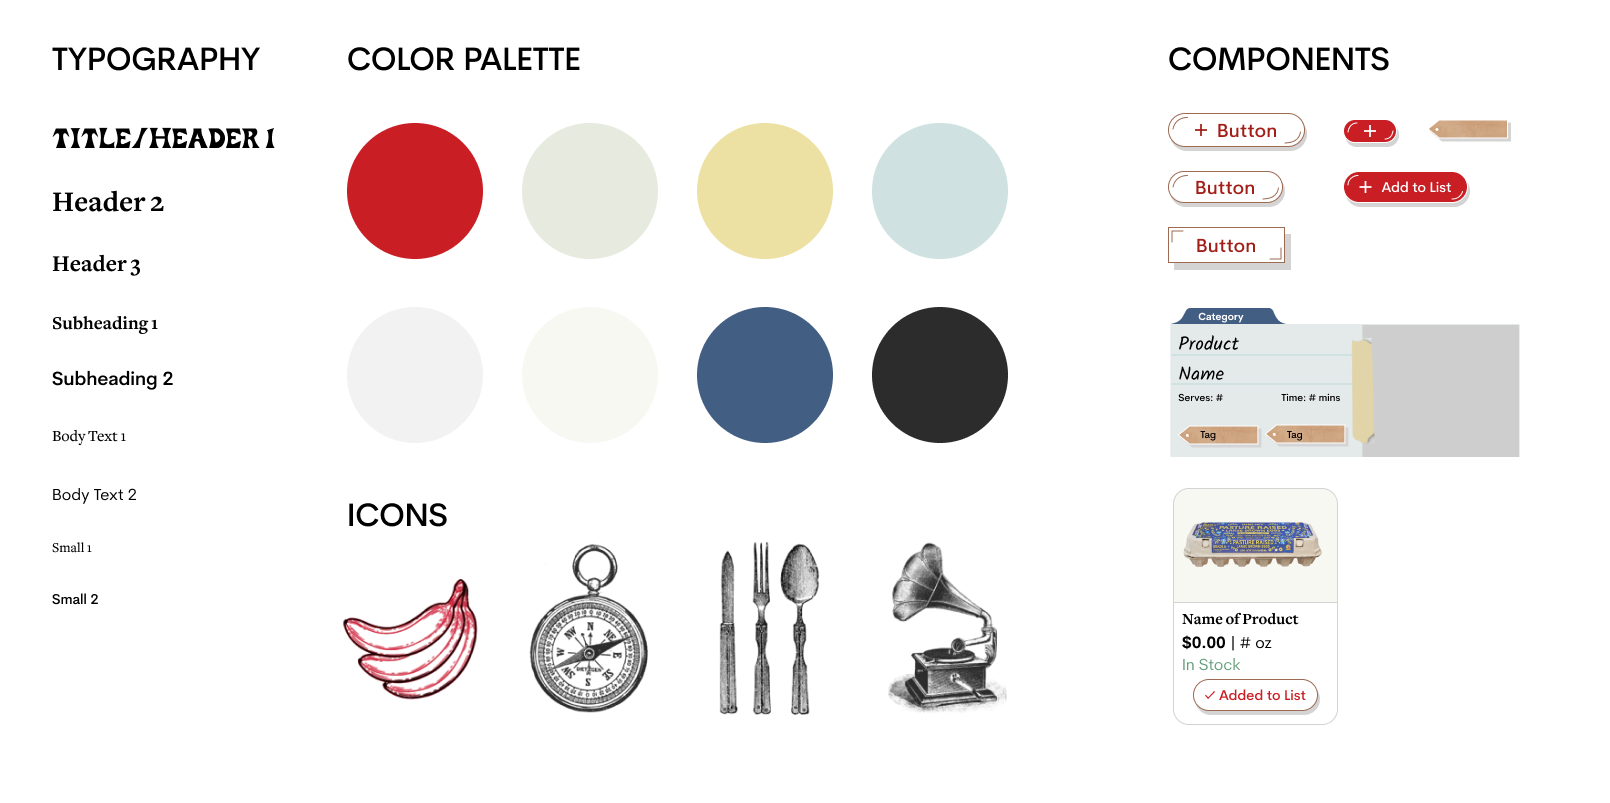 TYPOGRAPHY
TITLE/HEADER 1
Header 2
Header 3
Subheading 1
Subheading 2
Body Text 1
Body Text 2
Small 1
Small 2
COLOR PALETTE
ICONS
N
NE
E
SE
S
SW
W
NW
COMPONENTS
+ Button
+
Button
+ Add to List
Button
Category
Product
Name
Serves: #
Time: # mins
Tag
Tag
PASTURE RAISED
PASTURE RAISED
Name of Product
$0.00 | # oz
In Stock
✓ Added to List